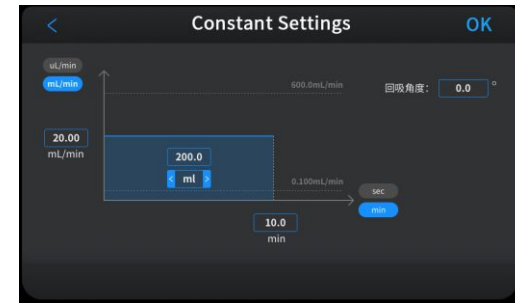 < Constant Settings OK
uL/min
mL/min
600.0mL/min
回吸角度： 0.0 °
20.00
mL/min
200.0
< ml >
0.100mL/min
sec
min
10.0
min